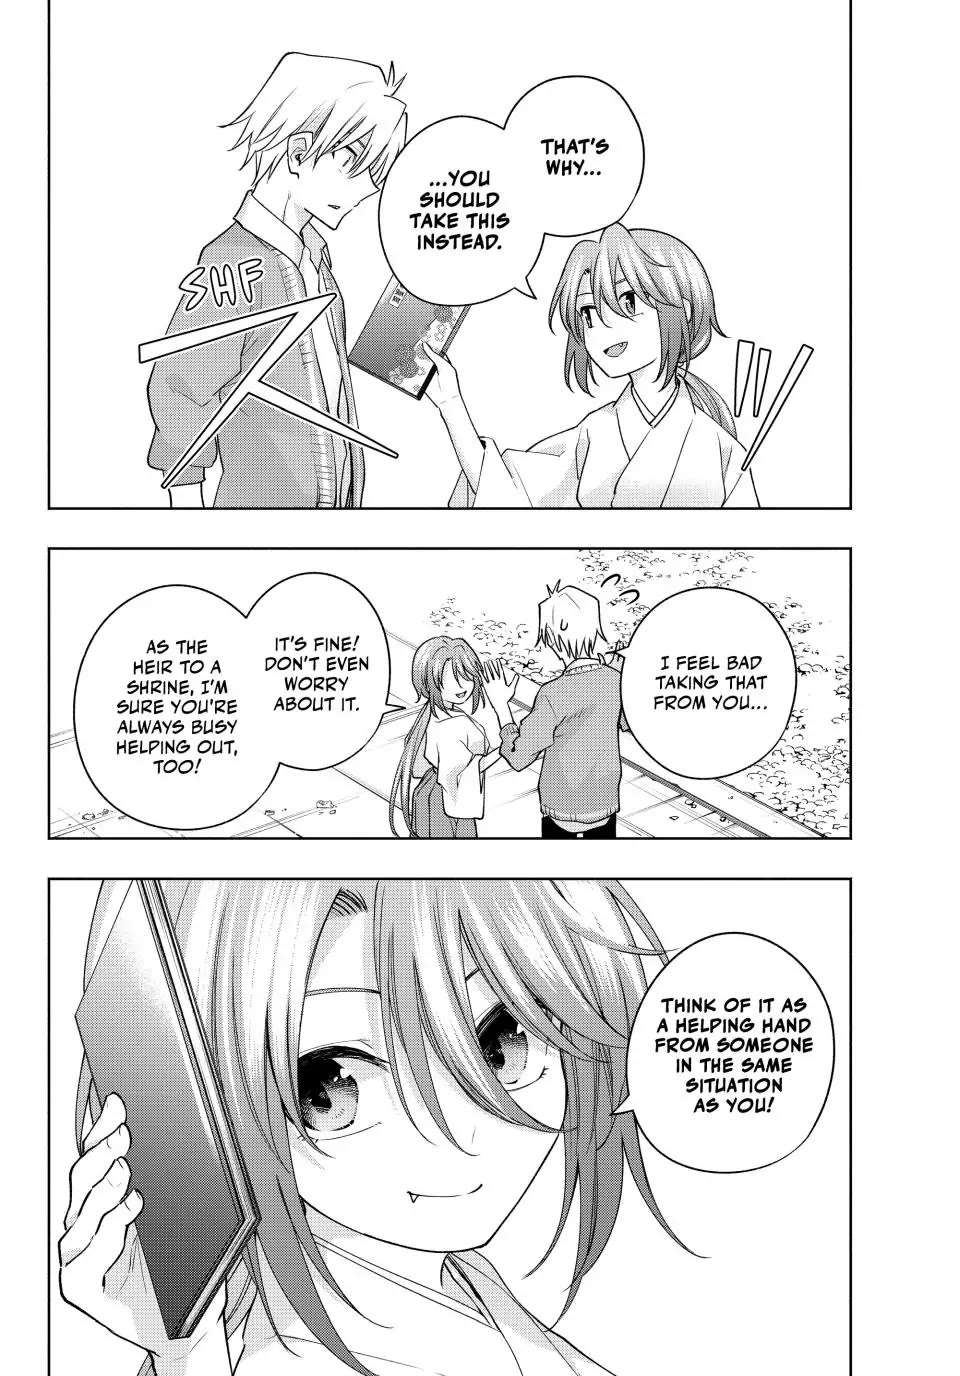 THAT'S
WHY...
...YOU
SHOULD
TAKE THIS
INSTEAD.
SHF
I FEEL BAD
TAKING THAT
FROM YOU...
IT'S FINE!
DON'T EVEN
WORRY
ABOUT IT.
AS THE
HEIR TO A
SHRINE, I'M
SURE YOU'RE
ALWAYS BUSY
HELPING OUT,
TOO!
THINK OF IT AS
A HELPING HAND
FROM SOMEONE
IN THE SAME
SITUATION
AS YOU!